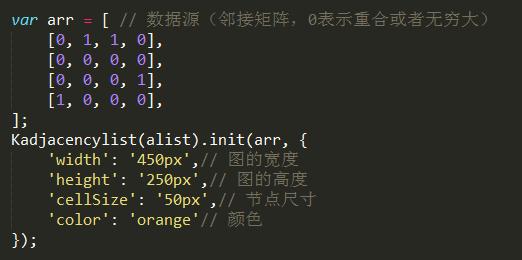 var arr = [ // 数据源（邻接矩阵，0表示重合或者无穷大）
    [0, 1, 1, 0],
    [0, 0, 0, 0],
    [0, 0, 0, 1],
    [1, 0, 0, 0],
];
Kadjacencylist(alist).init(arr, {
    'width': '450px',// 图的宽度
    'height': '250px',// 图的高度
    'cellSize': '50px',// 节点尺寸
    'color': 'orange'// 颜色
});